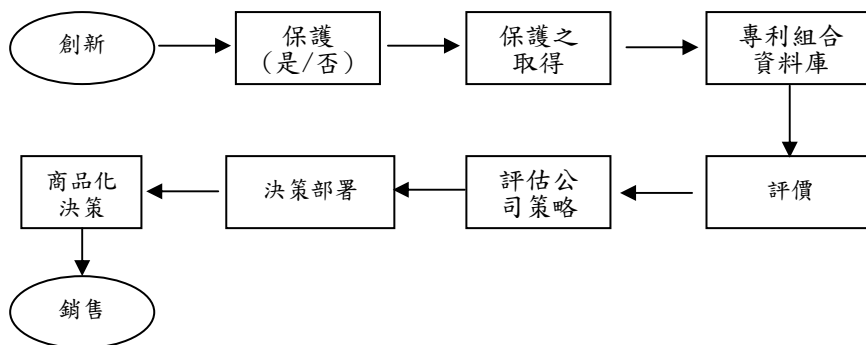 創新
保護
(是/否)
保護之
取得
專利組合
資料庫
評價
評估公
司策略
決策部署
商品化
決策
銷售